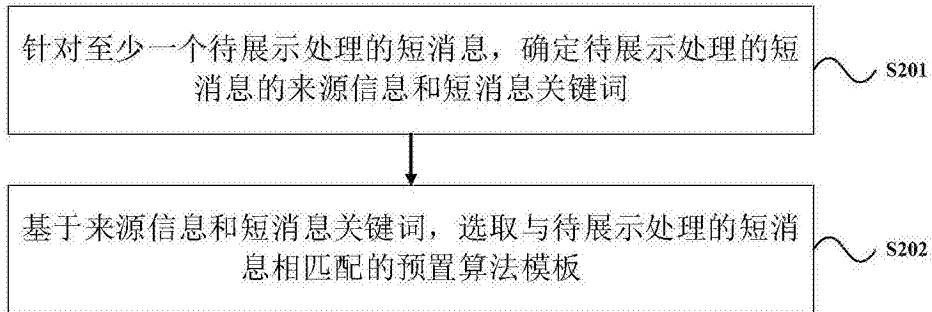 针对至少一个待展示处理的短消息，确定待展示处理的短
消息的来源信息和短消息关键词
S201
基于来源信息和短消息关键词，选取与待展示处理的短消
息相匹配的预置算法模板
S202